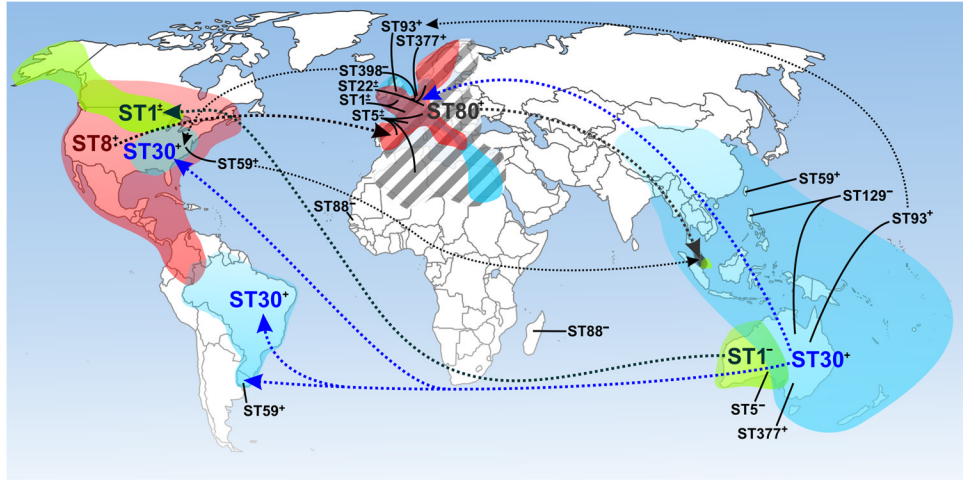 ST93⁺
ST377⁺
ST398⁻
ST22±
ST1±
ST5±
ST80⁺
ST1±
ST8⁺
ST30⁺
ST59±
ST88⁻
ST59⁺
ST129⁻
ST93⁺
ST30⁺
ST88⁻
ST59⁺
ST1⁻
ST30⁺
ST5⁻
ST377⁺